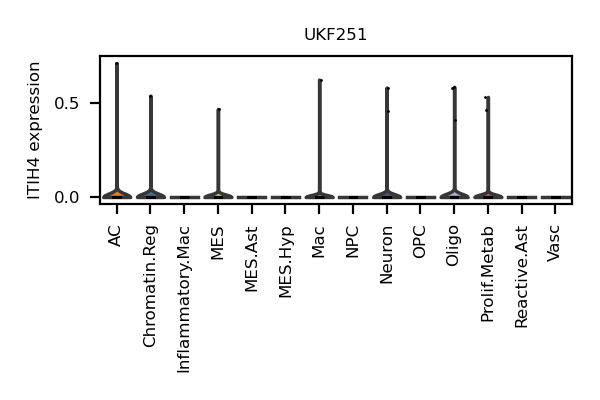 UKF251
ITIH4 expression
0.5
0.0
AC
Chromatin.Reg
Inflammatory.Mac
MES
MES.Ast
MES.Hyp
Mac
NPC
Neuron
OPC
Oligo
Prolif.Metab
Reactive.Ast
Vasc